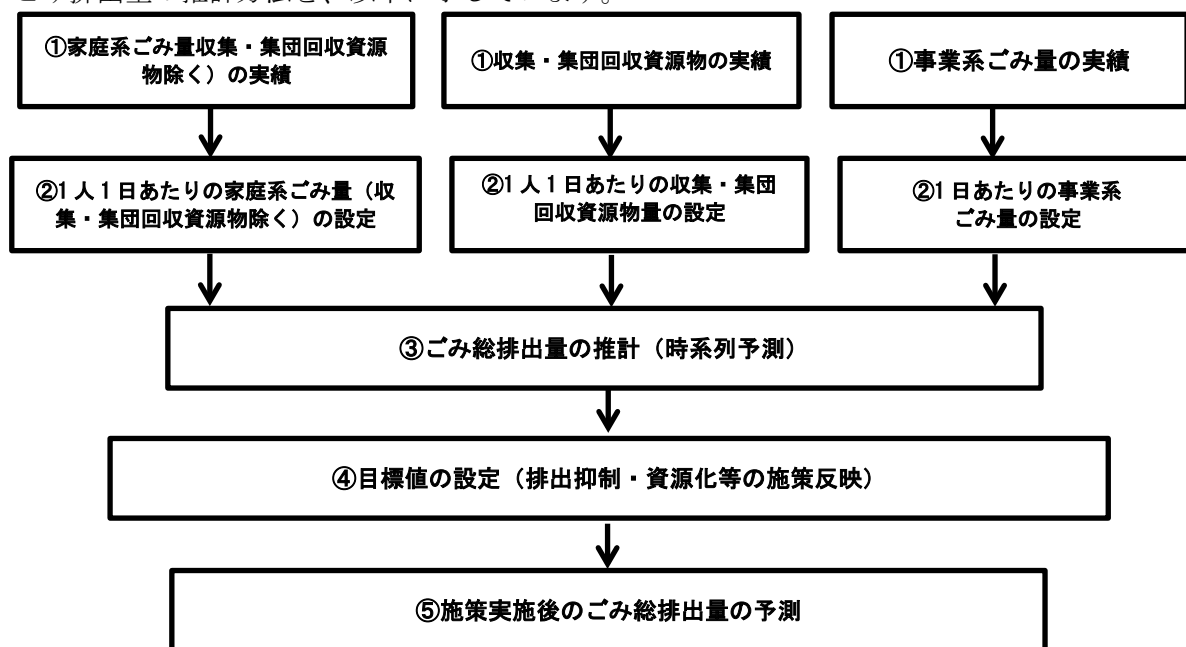 ①家庭系ごみ量収集・集団回収資源
物除く）の実績
①収集・集団回収資源物の実績
①事業系ごみ量の実績
②1人1日あたりの家庭系ごみ量（収
集・集団回収資源物除く）の設定
②1人1日あたりの収集・集団
回収資源物量の設定
②1日あたりの事業系
ごみ量の設定
③ごみ総排出量の推計（時系列予測）
④目標値の設定（排出抑制・資源化等の施策反映）
⑤施策実施後のごみ総排出量の予測